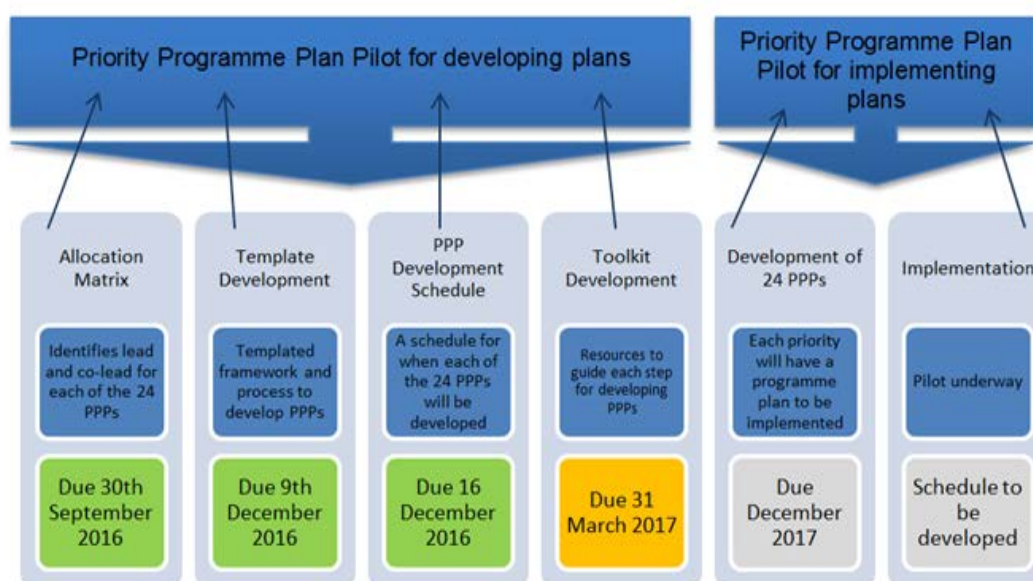 Priority Programme Plan Pilot for developing plans
Priority Programme Plan
Pilot for implementing
plans
Allocation
Matrix
Identifies lead
and co-lead for
each of the 24
PPPs
Due 30th
September
2016
Template
Development
Templated
framework and
process to
develop PPPs
Due 9th
December
2016
PPP
Development
Schedule
A schedule for
when each of
the 24 PPPs
will be
developed
Due 16
December
2016
Toolkit
Development
Resources to
guide each step
for developing
PPPs
Due 31
March 2017
Development of
24 PPPs
Each priority
will have a
programme
plan to be
implemented
Due
December
2017
Implementation
Pilot underway
Schedule to
be
developed